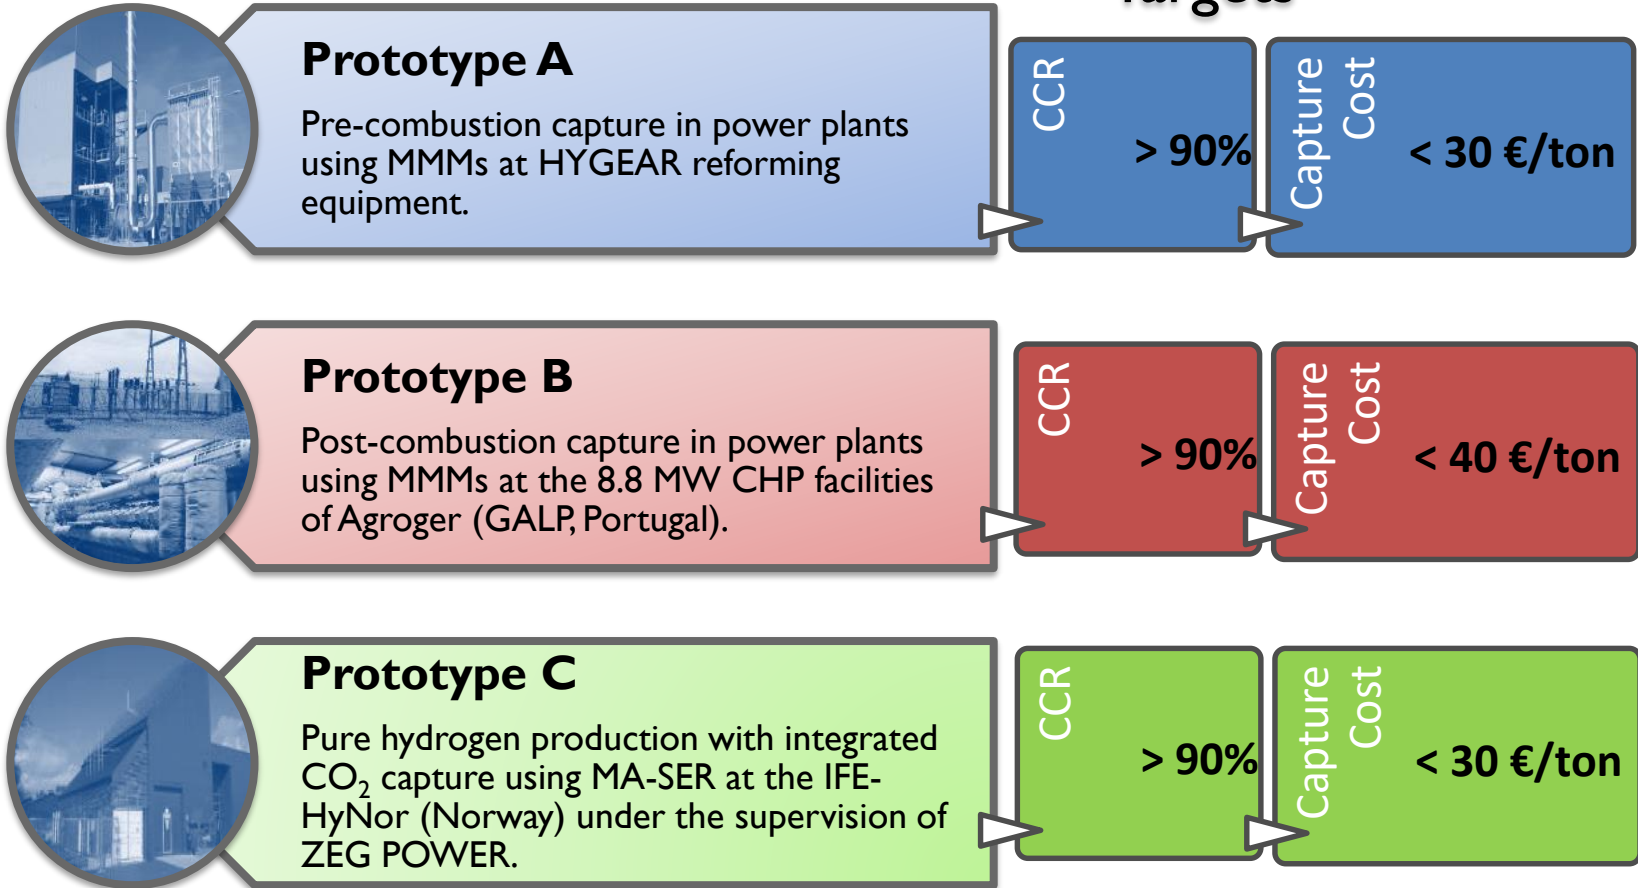 Targets
Prototype A
Pre-combustion capture in power plants
using MMMs at HYGEAR reforming
equipment.
CCR
> 90%
Capture
Cost
< 30 €/ton
Prototype B
Post-combustion capture in power plants
using MMMs at the 8.8 MW CHP facilities
of Agroger (GALP, Portugal).
CCR
> 90%
Capture
Cost
< 40 €/ton
Prototype C
Pure hydrogen production with integrated
CO₂ capture using MA-SER at the IFE-
HyNor (Norway) under the supervision of
ZEG POWER.
CCR
> 90%
Capture
Cost
< 30 €/ton